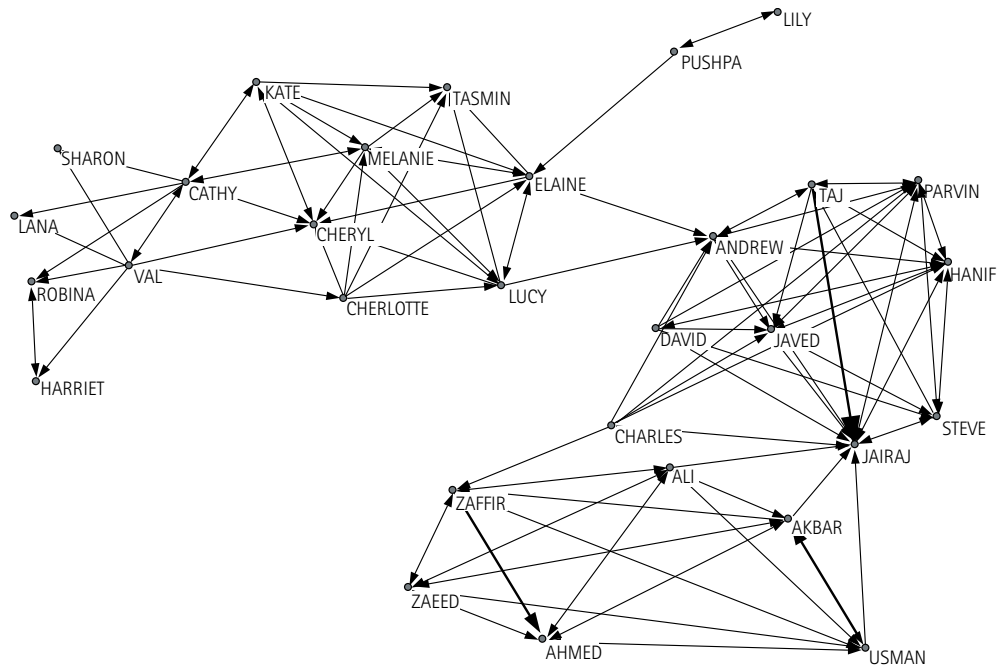 LILY
PUSHPA
KATE
TASMIN
SHARON
MELANIE
CATHY
ELAINE
TAJ
PARVIN
LANA
CHERYL
ANDREW
VAL
HANIF
ROBINA
LUCY
CHERLOTTE
DAVID
JAVED
HARRIET
STEVE
CHARLES
JAIRAJ
ALI
ZAFFIR
AKBAR
ZAEED
AHMED
USMAN